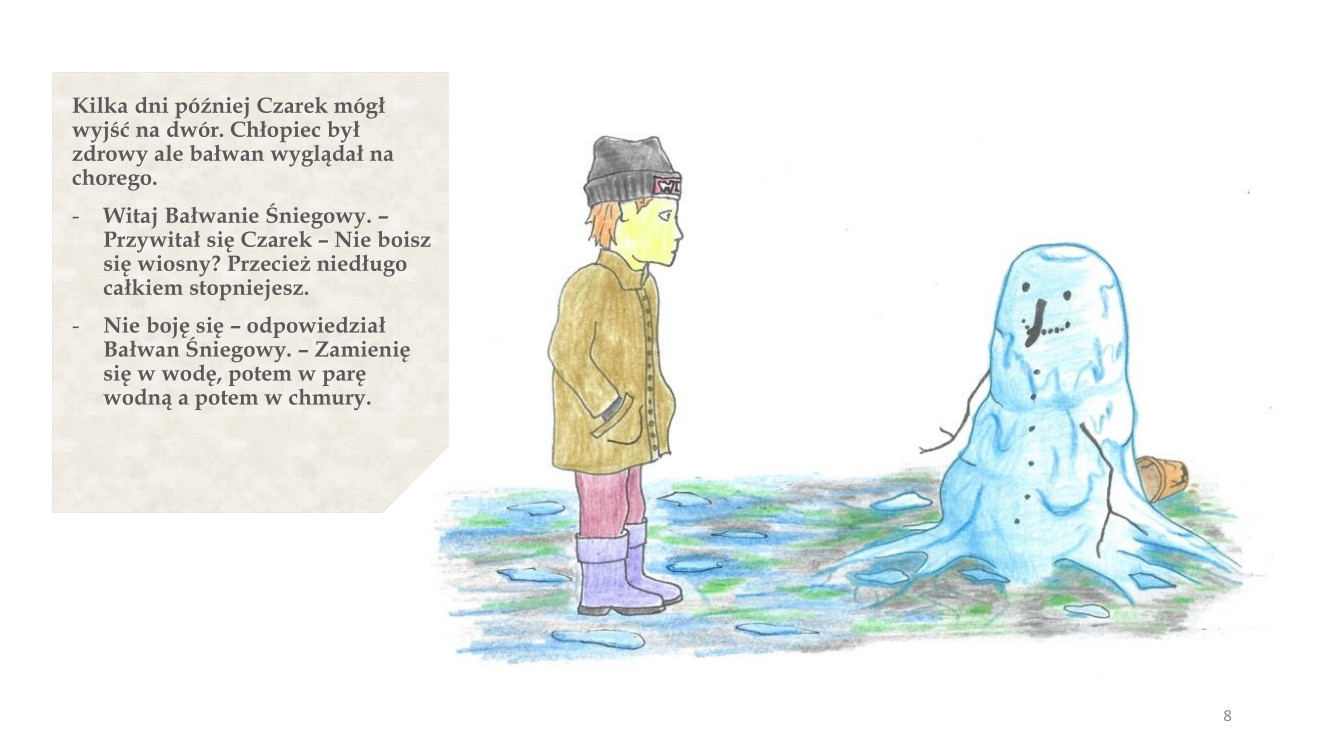 Kilka dni później Czarek mógł
wyjść na dwór. Chłopiec był
zdrowy ale bałwan wyglądał na
chorego.
- Witaj Bałwanie Śniegowy. –
Przywitał się Czarek – Nie boisz
się wiosny? Przecież niedługo
całkiem stopniejesz.
- Nie boję się – odpowiedział
Bałwan Śniegowy. – Zamienię
się w wodę, potem w parę
wodną a potem w chmury.
8